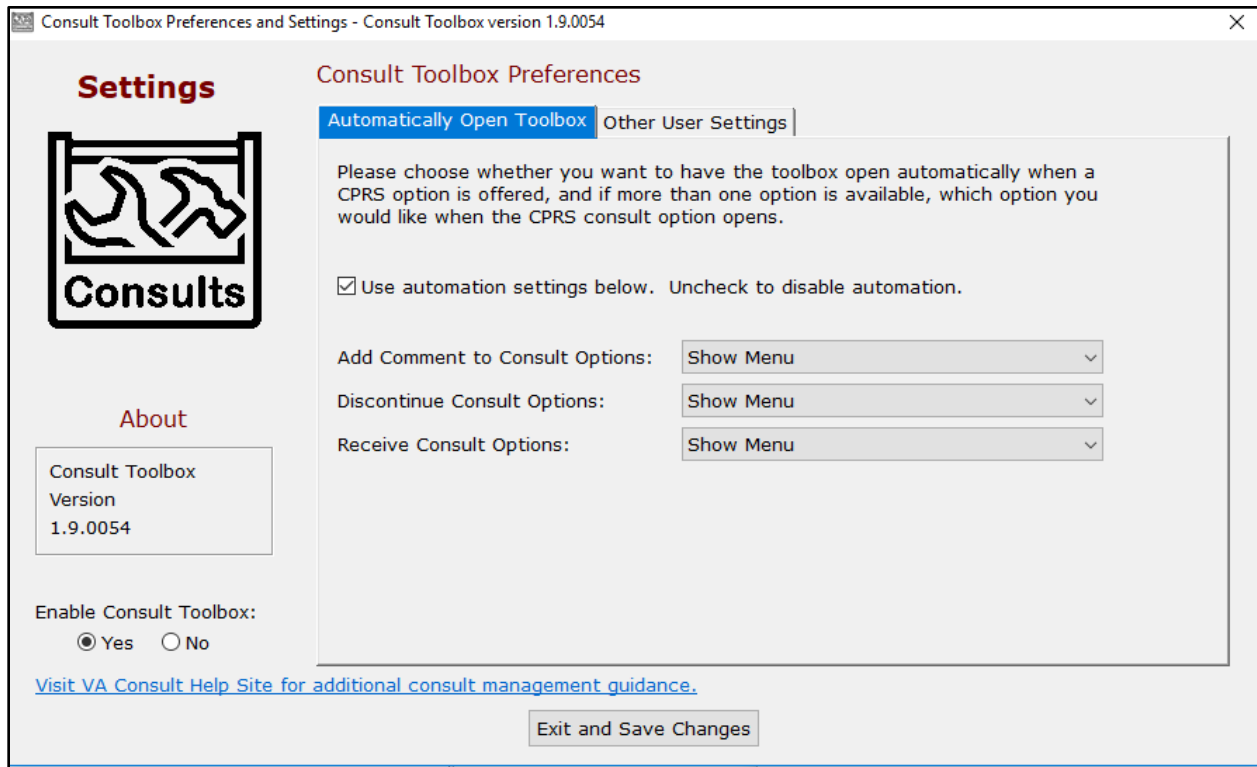 Consult Toolbox Preferences and Settings - Consult Toolbox version 1.9.0054
Settings
Consults
About
Consult Toolbox
Version
1.9.0054
Enable Consult Toolbox:
Yes No
Consult Toolbox Preferences
Automatically Open Toolbox Other User Settings
Please choose whether you want to have the toolbox open automatically when a
CPRS option is offered, and if more than one option is available, which option you
would like when the CPRS consult option opens.
Use automation settings below.  Uncheck to disable automation.
Add Comment to Consult Options: Show Menu
Discontinue Consult Options: Show Menu
Receive Consult Options: Show Menu
Visit VA Consult Help Site for additional consult management guidance.
Exit and Save Changes